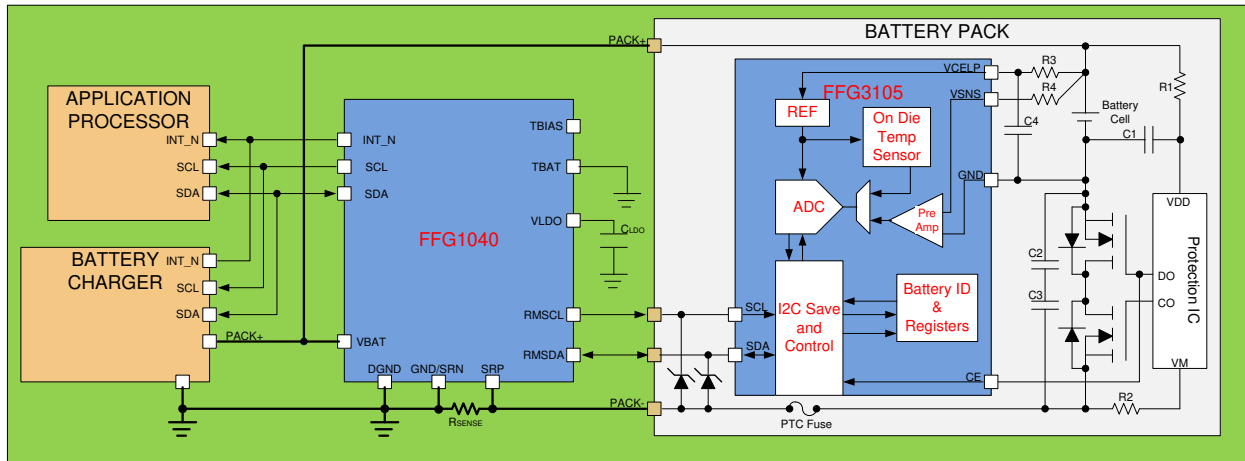 APPLICATION
PROCESSOR
INT_N
SCL
SDA
BATTERY
CHARGER
INT_N
SCL
SDA
PACK+
PACK+
INT_N
SCL
SDA
VBAT
FFG1040
TBIAS
TBAT
VLDO
CLDO
RMSCL
RMSDA
DGND
GND/SRN
SRP
RSENSE
PACK-
BATTERY PACK
FFG3105
VCELP
VSNS
REF
On Die
Temp
Sensor
ADC
Pre
Amp
GND
I2C Save
and
Control
Battery ID
&
Registers
SCL
SDA
CE
PTC Fuse
R3
R4
C4
Battery
Cell
R1
C1
C2
C3
VDD
Protection IC
DO
CO
VM
R2